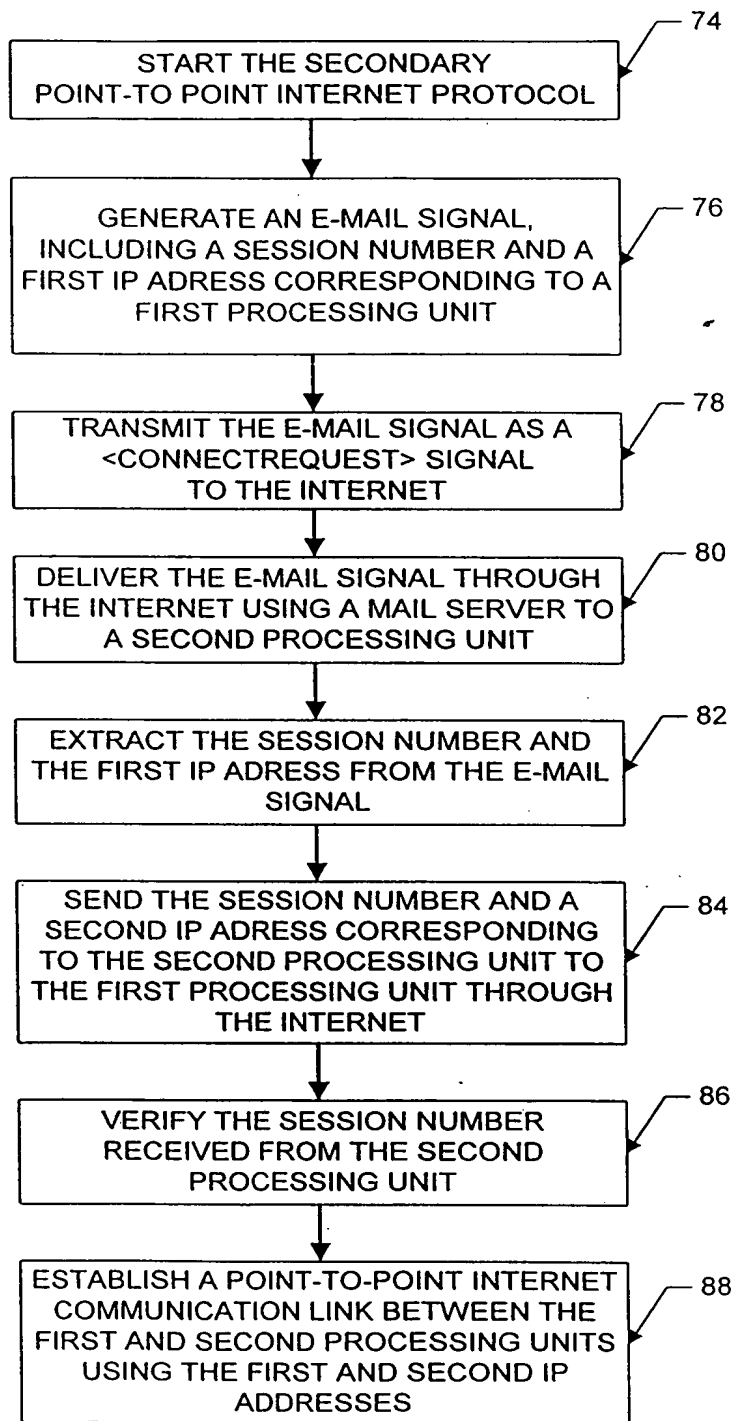 74
START THE SECONDARY
POINT-TO POINT INTERNET PROTOCOL
76
GENERATE AN E-MAIL SIGNAL,
INCLUDING A SESSION NUMBER AND A
FIRST IP ADRESS CORRESPONDING TO A
FIRST PROCESSING UNIT
78
TRANSMIT THE E-MAIL SIGNAL AS A
<CONNECTREQUEST> SIGNAL
TO THE INTERNET
80
DELIVER THE E-MAIL SIGNAL THROUGH
THE INTERNET USING A MAIL SERVER TO
A SECOND PROCESSING UNIT
82
EXTRACT THE SESSION NUMBER AND
THE FIRST IP ADRESS FROM THE E-MAIL
SIGNAL
84
SEND THE SESSION NUMBER AND A
SECOND IP ADRESS CORRESPONDING
TO THE SECOND PROCESSING UNIT TO
THE FIRST PROCESSING UNIT THROUGH
THE INTERNET
86
VERIFY THE SESSION NUMBER
RECEIVED FROM THE SECOND
PROCESSING UNIT
88
ESTABLISH A POINT-TO-POINT INTERNET
COMMUNICATION LINK BETWEEN THE
FIRST AND SECOND PROCESSING UNITS
USING THE FIRST AND SECOND IP
ADDRESSES